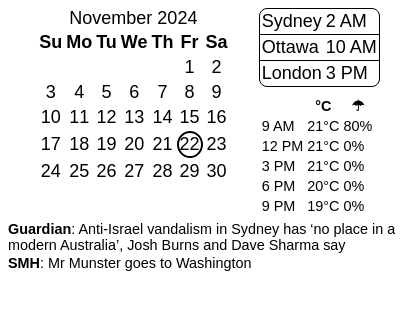 November 2024
Su Mo Tu We Th Fr Sa
1 2
3 4 5 6 7 8 9
10 11 12 13 14 15 16
17 18 19 20 21 22 23
24 25 26 27 28 29 30
Sydney 2 AM
Ottawa 10 AM
London 3 PM
°C ☂
9 AM 21°C 80%
12 PM 21°C 0%
3 PM 21°C 0%
6 PM 20°C 0%
9 PM 19°C 0%
Guardian: Anti-Israel vandalism in Sydney has ‘no place in a
modern Australia’, Josh Burns and Dave Sharma say
SMH: Mr Munster goes to Washington